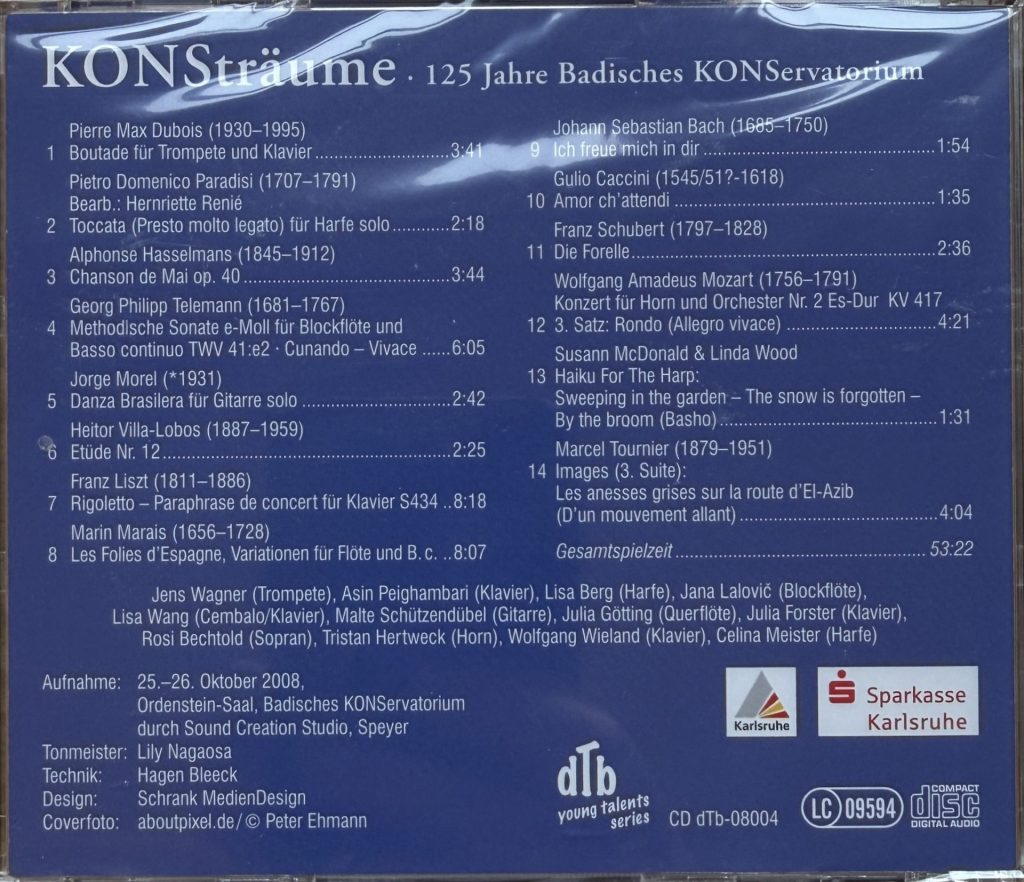 KONSträume · 125 Jahre Badisches KONServatorium
Pierre Max Dubois (1930–1995)
1 Boutade für Trompete und Klavier ........................3:41
Pietro Domenico Paradisi (1707–1791)
Bearb.: Hernriette Renié
2 Toccata (Presto molto legato) für Harfe solo...........2:18
Alphonse Hasselmans (1845–1912)
3 Chanson de Mai op. 40 ........................3:44
Georg Philipp Telemann (1681–1767)
4 Methodische Sonate e-Moll für Blockflöte und
Basso continuo TWV 41:e2 · Cunando – Vivace ......6:05
Jorge Morel (*1931)
5 Danza Brasilera für Gitarre solo ........................2:42
Heitor Villa-Lobos (1887–1959)
6 Etüde Nr. 12........................2:25
Franz Liszt (1811–1886)
7 Rigoletto – Paraphrase de concert für Klavier S434 ..8:18
Marin Marais (1656–1728)
8 Les Folies d'Espagne, Variationen für Flöte und B. c. ..8:07
Johann Sebastian Bach (1685–1750)
9 Ich freue mich in dir ........................1:54
Gulio Caccini (1545/51?-1618)
10 Amor ch'attendi ........................1:35
Franz Schubert (1797–1828)
11 Die Forelle........................2:36
Wolfgang Amadeus Mozart (1756–1791)
Konzert für Horn und Orchester Nr. 2 Es-Dur KV 417
12 3. Satz: Rondo (Allegro vivace) ........................4:21
Susann McDonald & Linda Wood
13 Haiku For The Harp:
Sweeping in the garden – The snow is forgotten –
By the broom (Basho)........................1:31
Marcel Tournier (1879–1951)
14 Images (3. Suite):
Les anesses grises sur la route d'El-Azib
(D'un mouvement allant) ........................4:04
Gesamtspielzeit ........................53:22
Jens Wagner (Trompete), Asin Peighambari (Klavier), Lisa Berg (Harfe), Jana Lalovič (Blockflöte),
Lisa Wang (Cembalo/Klavier), Malte Schützendübel (Gitarre), Julia Götting (Querflöte), Julia Forster (Klavier),
Rosi Bechtold (Sopran), Tristan Hertweck (Horn), Wolfgang Wieland (Klavier), Celina Meister (Harfe)
Aufnahme: 25.–26. Oktober 2008,
Ordenstein-Saal, Badisches KONServatorium
durch Sound Creation Studio, Speyer
Tonmeister: Lily Nagaosa
Technik: Hagen Bleeck
Design: Schrank MedienDesign
Coverfoto: aboutpixel.de/© Peter Ehmann
Karlsruhe
Sparkasse
Karlsruhe
dTb
young talents
series
CD dTb-08004
LC 09594
COMPACT
disc
DIGITAL AUDIO